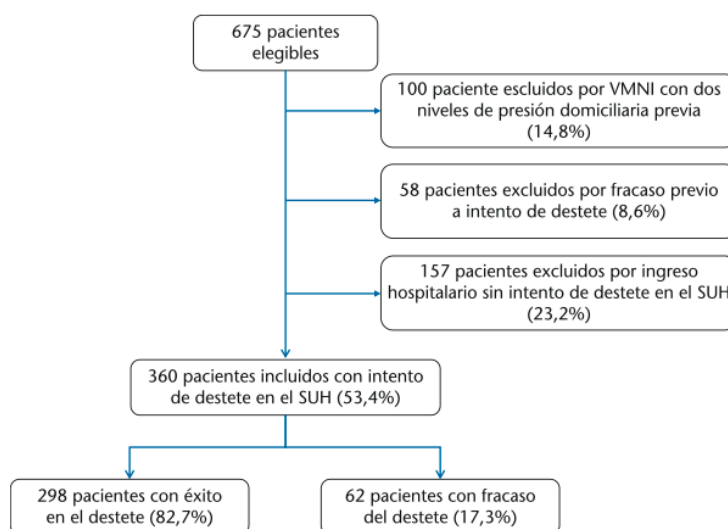 675 pacientes
elegibles
100 paciente escluidos por VMNI con dos
niveles de presión domiciliaria previa
(14,8%)
58 pacientes excluidos por fracaso previo
a intento de destete (8,6%)
157 pacientes excluidos por ingreso
hospitalario sin intento de destete en el SUH
(23,2%)
360 pacientes incluidos con intento
de destete en el SUH (53,4%)
298 pacientes con éxito
en el destete (82,7%)
62 pacientes con fracaso
del destete (17,3%)